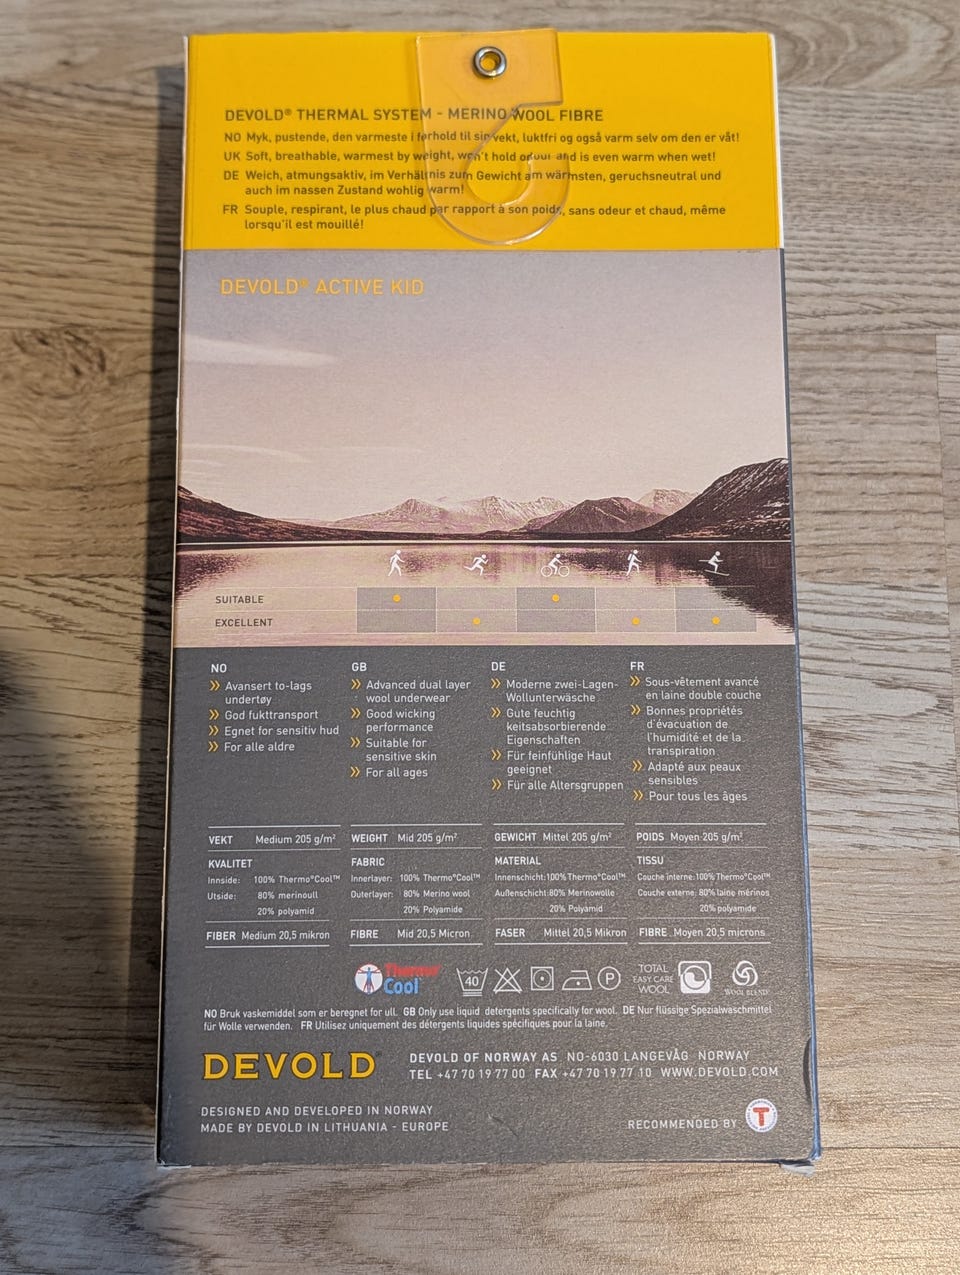 DEVOLD® THERMAL SYSTEM - MERINO WOOL FIBRE
NO Myk, pustende, den varmeste i forhold til sin vekt, luktfri og også varm selv om den er våt!
UK Soft, breathable, warmest by weight, won't hold odour and is even warm when wet!
DE Weich, atmungsaktiv, im Verhältnis zum Gewicht am wärmsten, geruchsneutral und
auch im nassen Zustand wohlig warm!
FR Souple, respirant, le plus chaud par rapport à son poids, sans odeur et chaud, même
lorsqu'il est mouillé!
DEVOLD® ACTIVE KID
SUITABLE
EXCELLENT
NO
Avansert to-lags
undertøy
God fukttransport
Egnet for sensitiv hud
For alle aldre
GB
Advanced dual layer
wool underwear
Good wicking
performance
Suitable for
sensitive skin
For all ages
DE
Moderne zwei-Lagen-
Wollunterwäsche
Gute feuchtig
keitsabsorbierende
Eigenschaften
Für feinfühlige Haut
geeignet
Für alle Altersgruppen
FR
Sous-vêtement avancé
en laine double couche
Bonnes propriétés
d'évacuation de
l'humidité et de la
transpiration
Adapté aux peaux
sensibles
Pour tous les âges
VEKT Medium 205 g/m²
KVALITET
Innside: 100% Thermo°Cool™
Utside: 80% merinoull
20% polyamid
FIBER Medium 20,5 mikron
WEIGHT Mid 205 g/m²
FABRIC
Innerlayer: 100% Thermo°Cool™
Outerlayer: 80% Merino wool
20% Polyamide
FIBRE Mid 20,5 Micron
GEWICHT Mittel 205 g/m²
MATERIAL
Innenschicht: 100% Thermo°Cool™
Außenschicht: 80% Merinowolle
20% Polyamid
FASER Mittel 20,5 Mikron
POIDS Moyen 205 g/m²
TISSU
Couche interne: 100% Thermo°Cool™
Couche externe: 80% laine mérinos
20% polyamide
FIBRE Moyen 20,5 microns
Thermo°
Cool™
40
P
TOTAL
EASY CARE
WOOL
WOOL BLEND
NO Bruk vaskemiddel som er beregnet for ull. GB Only use liquid detergents specifically for wool. DE Nur flüssige Spezialwaschmittel
für Wolle verwenden. FR Utilisez uniquement des détergents liquides spécifiques pour la laine.
DEVOLD®
DEVOLD OF NORWAY AS NO-6030 LANGEVÅG NORWAY
TEL +47 70 19 77 00 FAX +47 70 19 77 10 WWW.DEVOLD.COM
DESIGNED AND DEVELOPED IN NORWAY
MADE BY DEVOLD IN LITHUANIA - EUROPE
RECOMMENDED BY
T